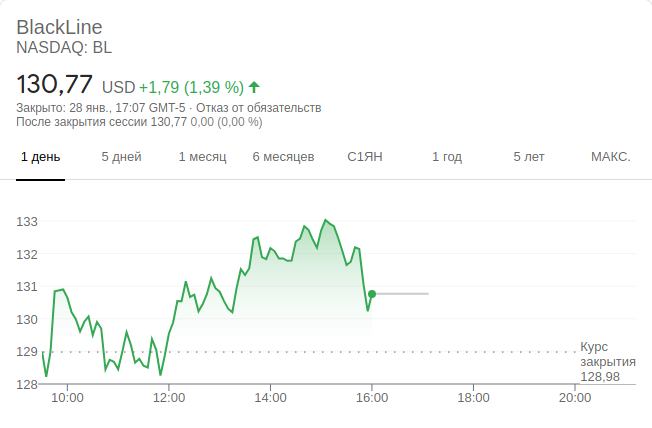 BlackLine
NASDAQ: BL
130,77 USD +1,79 (1,39 %)
Закрыто: 28 янв., 17:07 GMT-5 · Отказ от обязательств
После закрытия сессии 130,77 0,00 (0,00 %)
1 день 5 дней 1 месяц 6 месяцев С1ЯН 1 год 5 лет МАКС.
133
132
131
130
129
128
Курс
закрытия
128,98
10:00 12:00 14:00 16:00 18:00 20:00